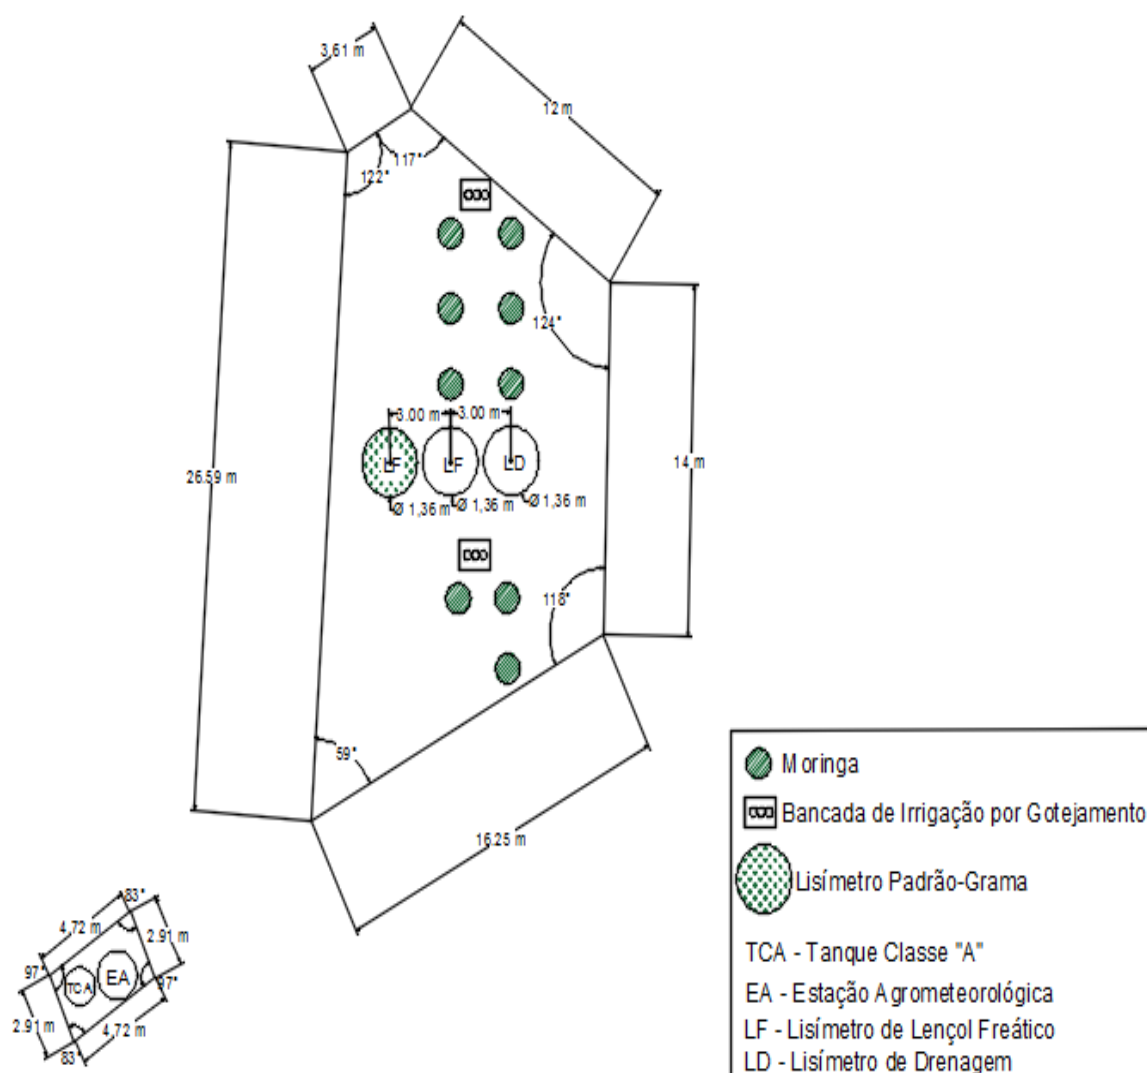 3,61 m
12 m
117°
122°
124°
3.00 m
3.00 m
LF
LF
LD
26.59 m
14 m
Ø 1,36 m
Ø 1,36 m
Ø 1,36 m
118°
59°
16.25 m
83°
4,72 m
2.91 m
97°
TCA
EA
97°
2.91 m
4,72 m
83°
Moringa
Bancada de Irrigação por Gotejamento
Lisímetro Padrão-Grama
TCA - Tanque Classe "A"
EA - Estação Agrometeorológica
LF - Lisímetro de Lençol Freático
LD - Lisímetro de Drenagem